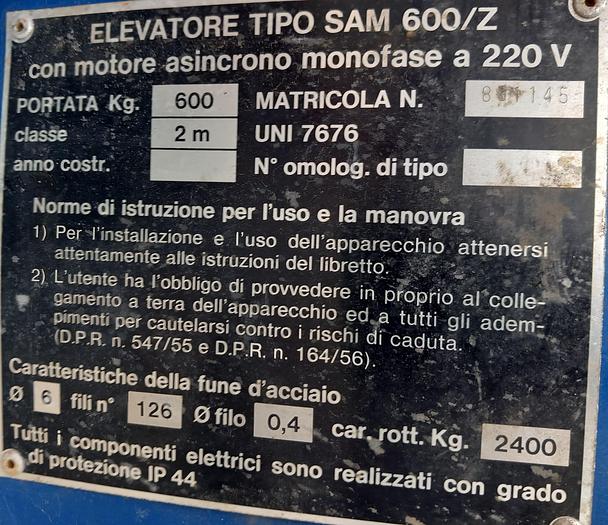 ELEVATORE TIPO SAM 600/Z
con motore asincrono monofase a 220 V
PORTATA Kg. 600 MATRICOLA N.
classe 2 m UNI 7676
anno costr. N° omolog. di tipo
Norme di istruzione per l'uso e la manovra
1) Per l'installazione e l'uso dell'apparecchio attenersi
attentamente alle istruzioni del libretto.
2) L'utente ha l'obbligo di provvedere in proprio al colle-
gamento a terra dell'apparecchio ed a tutti gli adem-
pimenti per cautelarsi contro i rischi di caduta.
(D.P.R. n. 547/55 e D.P.R. n. 164/56).
Caratteristiche della fune d'acciaio
Ø 6 fili n° 126 Ø filo 0,4 car. rott. Kg. 2400
Tutti i componenti elettrici sono realizzati con grado
di protezione IP 44